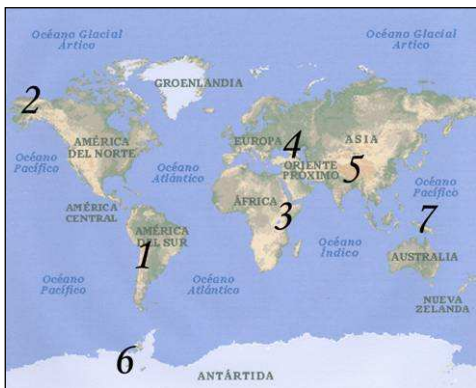 Océano Glacial
Ártico
Océano Glacial
Ártico
GROENLANDIA
2
AMÉRICA
DEL NORTE
EUROPA
4
ASIA
ORIENTE
PRÓXIMO
5
Océano
Pacífico
Océano
Atlántico
Océano
Pacífico
AMÉRICA
CENTRAL
ÁFRICA
3
7
AMÉRICA
DEL SUR
1
Océano
Índico
AUSTRALIA
Océano
Pacífico
Océano
Atlántico
NUEVA
ZELANDA
6
ANTÁRTIDA